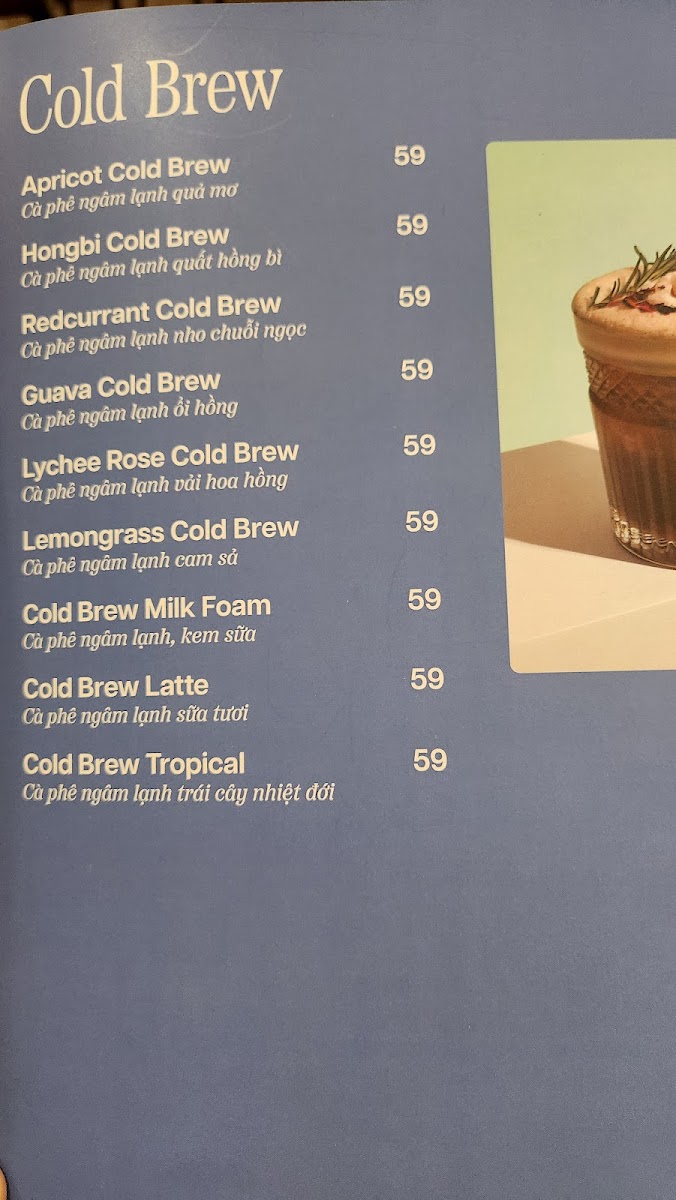 Cold Brew
Apricot Cold Brew 59
Cà phê ngâm lạnh quả mơ
Hongbi Cold Brew 59
Cà phê ngâm lạnh quất hồng bì
Redcurrant Cold Brew 59
Cà phê ngâm lạnh nho chuỗi ngọc
Guava Cold Brew 59
Cà phê ngâm lạnh ổi hồng
Lychee Rose Cold Brew 59
Cà phê ngâm lạnh vải hoa hồng
Lemongrass Cold Brew 59
Cà phê ngâm lạnh cam sả
Cold Brew Milk Foam 59
Cà phê ngâm lạnh, kem sữa
Cold Brew Latte 59
Cà phê ngâm lạnh sữa tươi
Cold Brew Tropical 59
Cà phê ngâm lạnh trái cây nhiệt đới